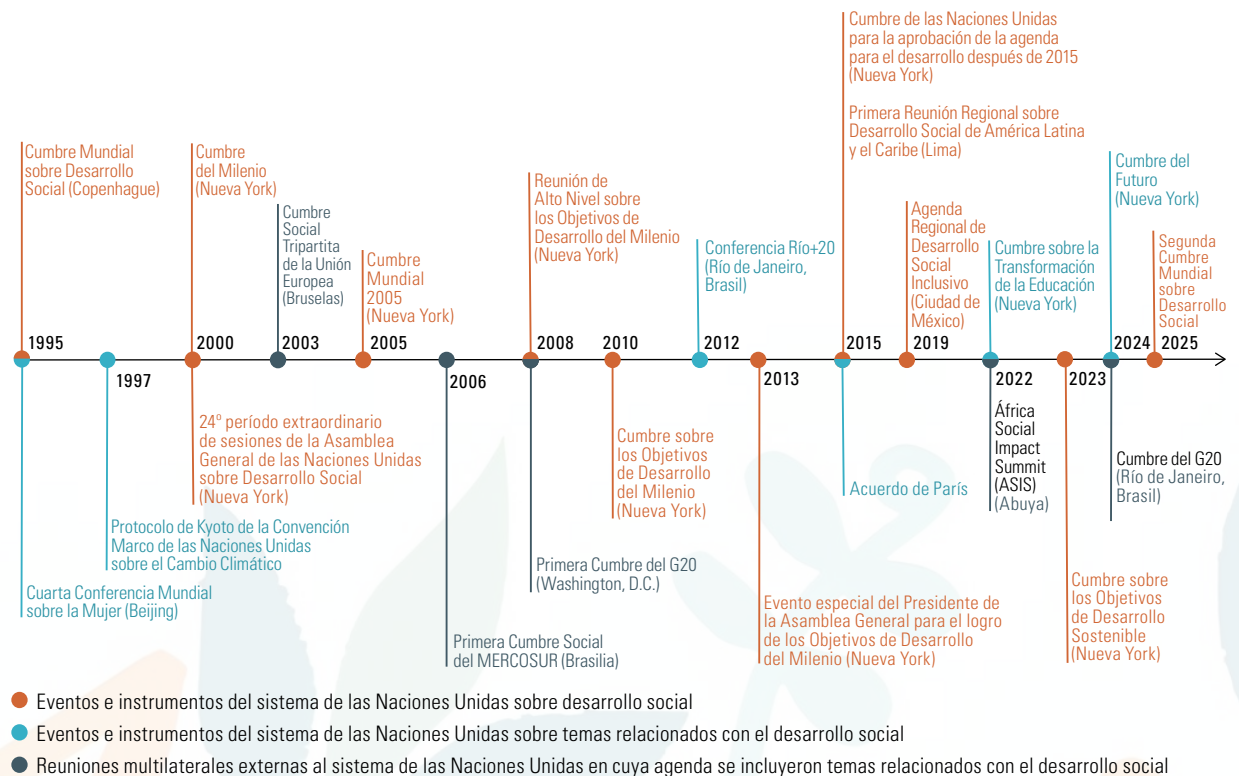 Cumbre Mundial
sobre Desarrollo
Social (Copenhague)
Cumbre
del Milenio
(Nueva York)
Cumbre
Social
Tripartita
de la Unión
Europea
(Bruselas)
Cumbre
Mundial
2005
(Nueva York)
Reunión de
Alto Nivel sobre
los Objetivos de
Desarrollo del Milenio
(Nueva York)
Conferencia Río+20
(Río de Janeiro,
Brasil)
Cumbre de las Naciones Unidas
para la aprobación de la agenda
para el desarrollo después de 2015
(Nueva York)
Primera Reunión Regional sobre
Desarrollo Social de América Latina
y el Caribe (Lima)
Agenda
Regional de
Desarrollo
Social
Inclusivo
(Ciudad de
México)
Cumbre sobre la
Transformación
de la Educación
(Nueva York)
Cumbre del
Futuro
(Nueva York)
Segunda
Cumbre
Mundial
sobre
Desarrollo
Social
1995
1997
2000
2003
2005
2006
2008
2010
2012
2013
2015
2019
2022
2023
2024
2025
Cuarta Conferencia Mundial
sobre la Mujer (Beijing)
Protocolo de Kyoto de la Convención
Marco de las Naciones Unidas
sobre el Cambio Climático
24º período extraordinario
de sesiones de la Asamblea
General de las Naciones Unidas
sobre Desarrollo Social
(Nueva York)
Primera Cumbre Social
del MERCOSUR (Brasilia)
Primera Cumbre del G20
(Washington, D.C.)
Cumbre sobre
los Objetivos
de Desarrollo
del Milenio
(Nueva York)
Evento especial del Presidente de
la Asamblea General para el logro
de los Objetivos de Desarrollo
del Milenio (Nueva York)
Acuerdo de París
África
Social
Impact
Summit
(ASIS)
(Abuya)
Cumbre sobre
los Objetivos
de Desarrollo
Sostenible
(Nueva York)
Cumbre del G20
(Río de Janeiro,
Brasil)
Eventos e instrumentos del sistema de las Naciones Unidas sobre desarrollo social
Eventos e instrumentos del sistema de las Naciones Unidas sobre temas relacionados con el desarrollo social
Reuniones multilaterales externas al sistema de las Naciones Unidas en cuya agenda se incluyeron temas relacionados con el desarrollo social